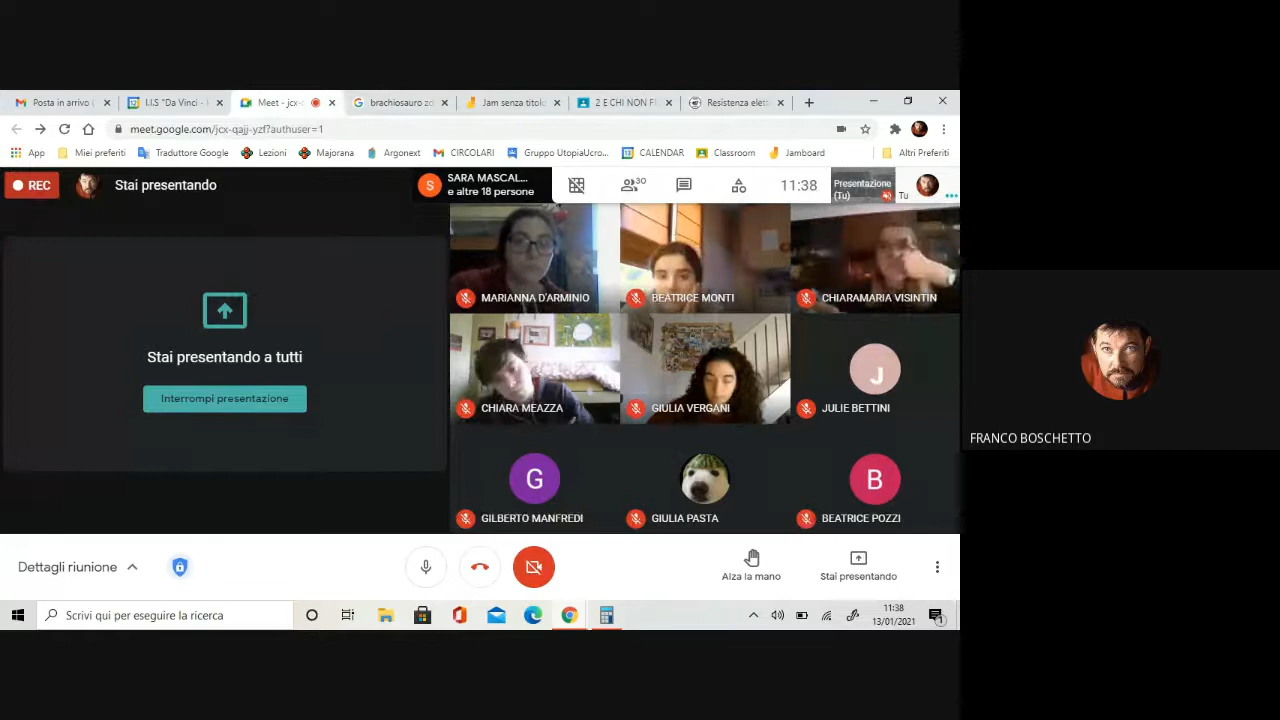 Posta in arrivo (
I.I.S "Da Vinci -
Meet - jcx-q
brachiosauro zo
Jam senza titolo
2 E CHI NON F
Resistenza elet
meet.google.com/jcx-qajj-yzf?authuser=1
App
Miei preferiti
Traduttore Google
Lezioni
Majorana
Argonext
CIRCOLARI
Gruppo UtopiaUcro...
CALENDAR
Classroom
Jamboard
Altri Preferiti
REC
Stai presentando
S
SARA MASCAL...
e altre 18 persone
30
11:38
Presentazione
(Tu)
Tu
MARIANNA D'ARMINIO
BEATRICE MONTI
CHIARAMARIA VISINTIN
Stai presentando a tutti
Interrompi presentazione
CHIARA MEAZZA
GIULIA VERGANI
J
JULIE BETTINI
FRANCO BOSCHETTO
G
GILBERTO MANFREDI
GIULIA PASTA
B
BEATRICE POZZI
Dettagli riunione
Alza la mano
Stai presentando
Scrivi qui per eseguire la ricerca
11:38
13/01/2021
1